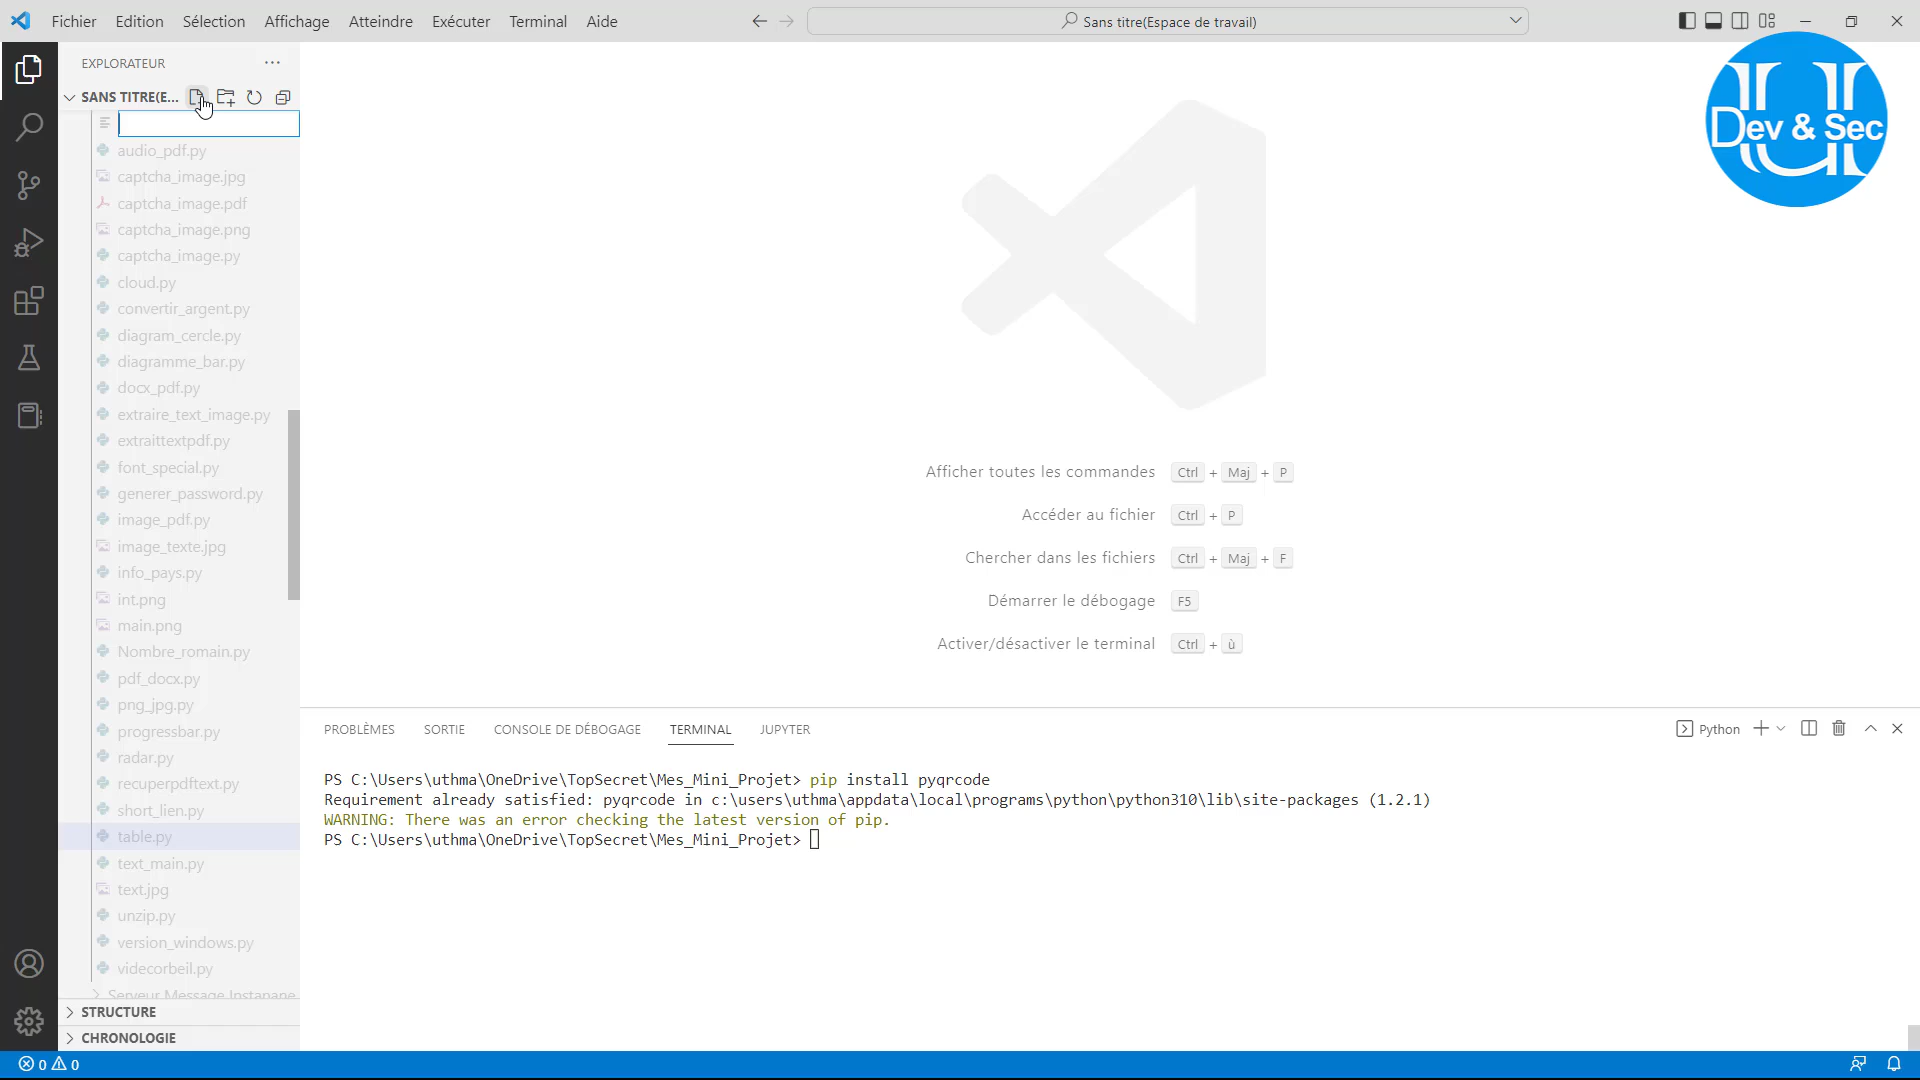 Fichier Edition Sélection Affichage Atteindre Exécuter Terminal Aide
Sans titre(Espace de travail)
EXPLORATEUR
SANS TITRE(E...
audio_pdf.py
captcha_image.jpg
captcha_image.pdf
captcha_image.png
captcha_image.py
cloud.py
convertir_argent.py
diagram_cercle.py
diagramme_bar.py
docx_pdf.py
extraire_text_image.py
extraittextpdf.py
font_special.py
generer_password.py
image_pdf.py
image_texte.jpg
info_pays.py
int.png
main.png
Nombre_romain.py
pdf_docx.py
png_jpg.py
progressbar.py
radar.py
recuperpdftext.py
short_lien.py
table.py
text_main.py
text.jpg
unzip.py
version_windows.py
videcorbeil.py
Serveur Message Instanane
STRUCTURE
CHRONOLOGIE
U
Dev & Sec
Afficher toutes les commandes Ctrl + Maj + P
Accéder au fichier Ctrl + P
Chercher dans les fichiers Ctrl + Maj + F
Démarrer le débogage F5
Activer/désactiver le terminal Ctrl + ù
PROBLÈMES SORTIE CONSOLE DE DÉBOGAGE TERMINAL JUPYTER
Python
PS C:\Users\uthma\OneDrive\TopSecret\Mes_Mini_Projet> pip install pyqrcode
Requirement already satisfied: pyqrcode in c:\users\uthma\appdata\local\programs\python\python310\lib\site-packages (1.2.1)
WARNING: There was an error checking the latest version of pip.
PS C:\Users\uthma\OneDrive\TopSecret\Mes_Mini_Projet>
0 0